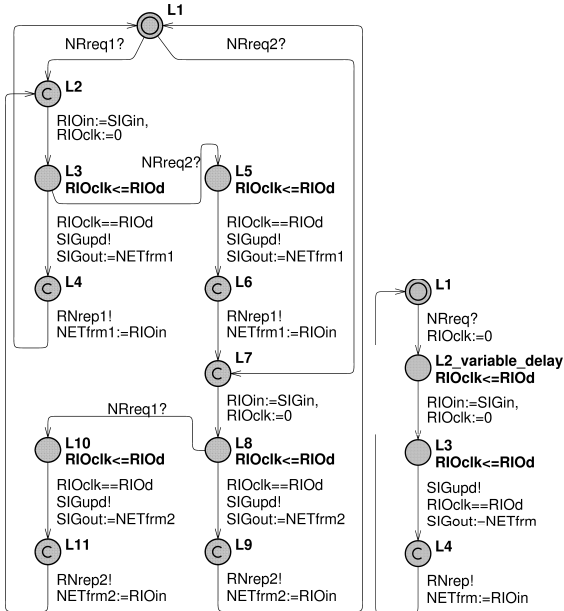 L1
NRreq1?
NRreq2?
L2
C
RIOin:=SIGin,
RIOclk:=0
L3
RIOclk<=RIOd
NRreq2?
L5
RIOclk<=RIOd
RIOclk==RIOd
SIGupd!
SIGout:=NETfrm1
RIOclk==RIOd
SIGupd!
SIGout:=NETfrm1
L4
C
L6
C
RNrep1!
NETfrm1:=RIOin
RNrep1!
NETfrm1:=RIOin
L7
C
RIOin:=SIGin,
RIOclk:=0
NRreq1?
L10
RIOclk<=RIOd
L8
RIOclk<=RIOd
RIOclk==RIOd
SIGupd!
SIGout:=NETfrm2
RIOclk==RIOd
SIGupd!
SIGout:=NETfrm2
L11
C
L9
C
RNrep2!
NETfrm2:=RIOin
RNrep2!
NETfrm2:=RIOin
L1
NRreq?
RIOclk:=0
L2_variable_delay
RIOclk<=RIOd
RIOin:=SIGin,
RIOclk:=0
L3
RIOclk<=RIOd
SIGupd!
RIOclk==RIOd
SIGout:−NETfrm
L4
C
RNrep!
NETfrm:=RIOin